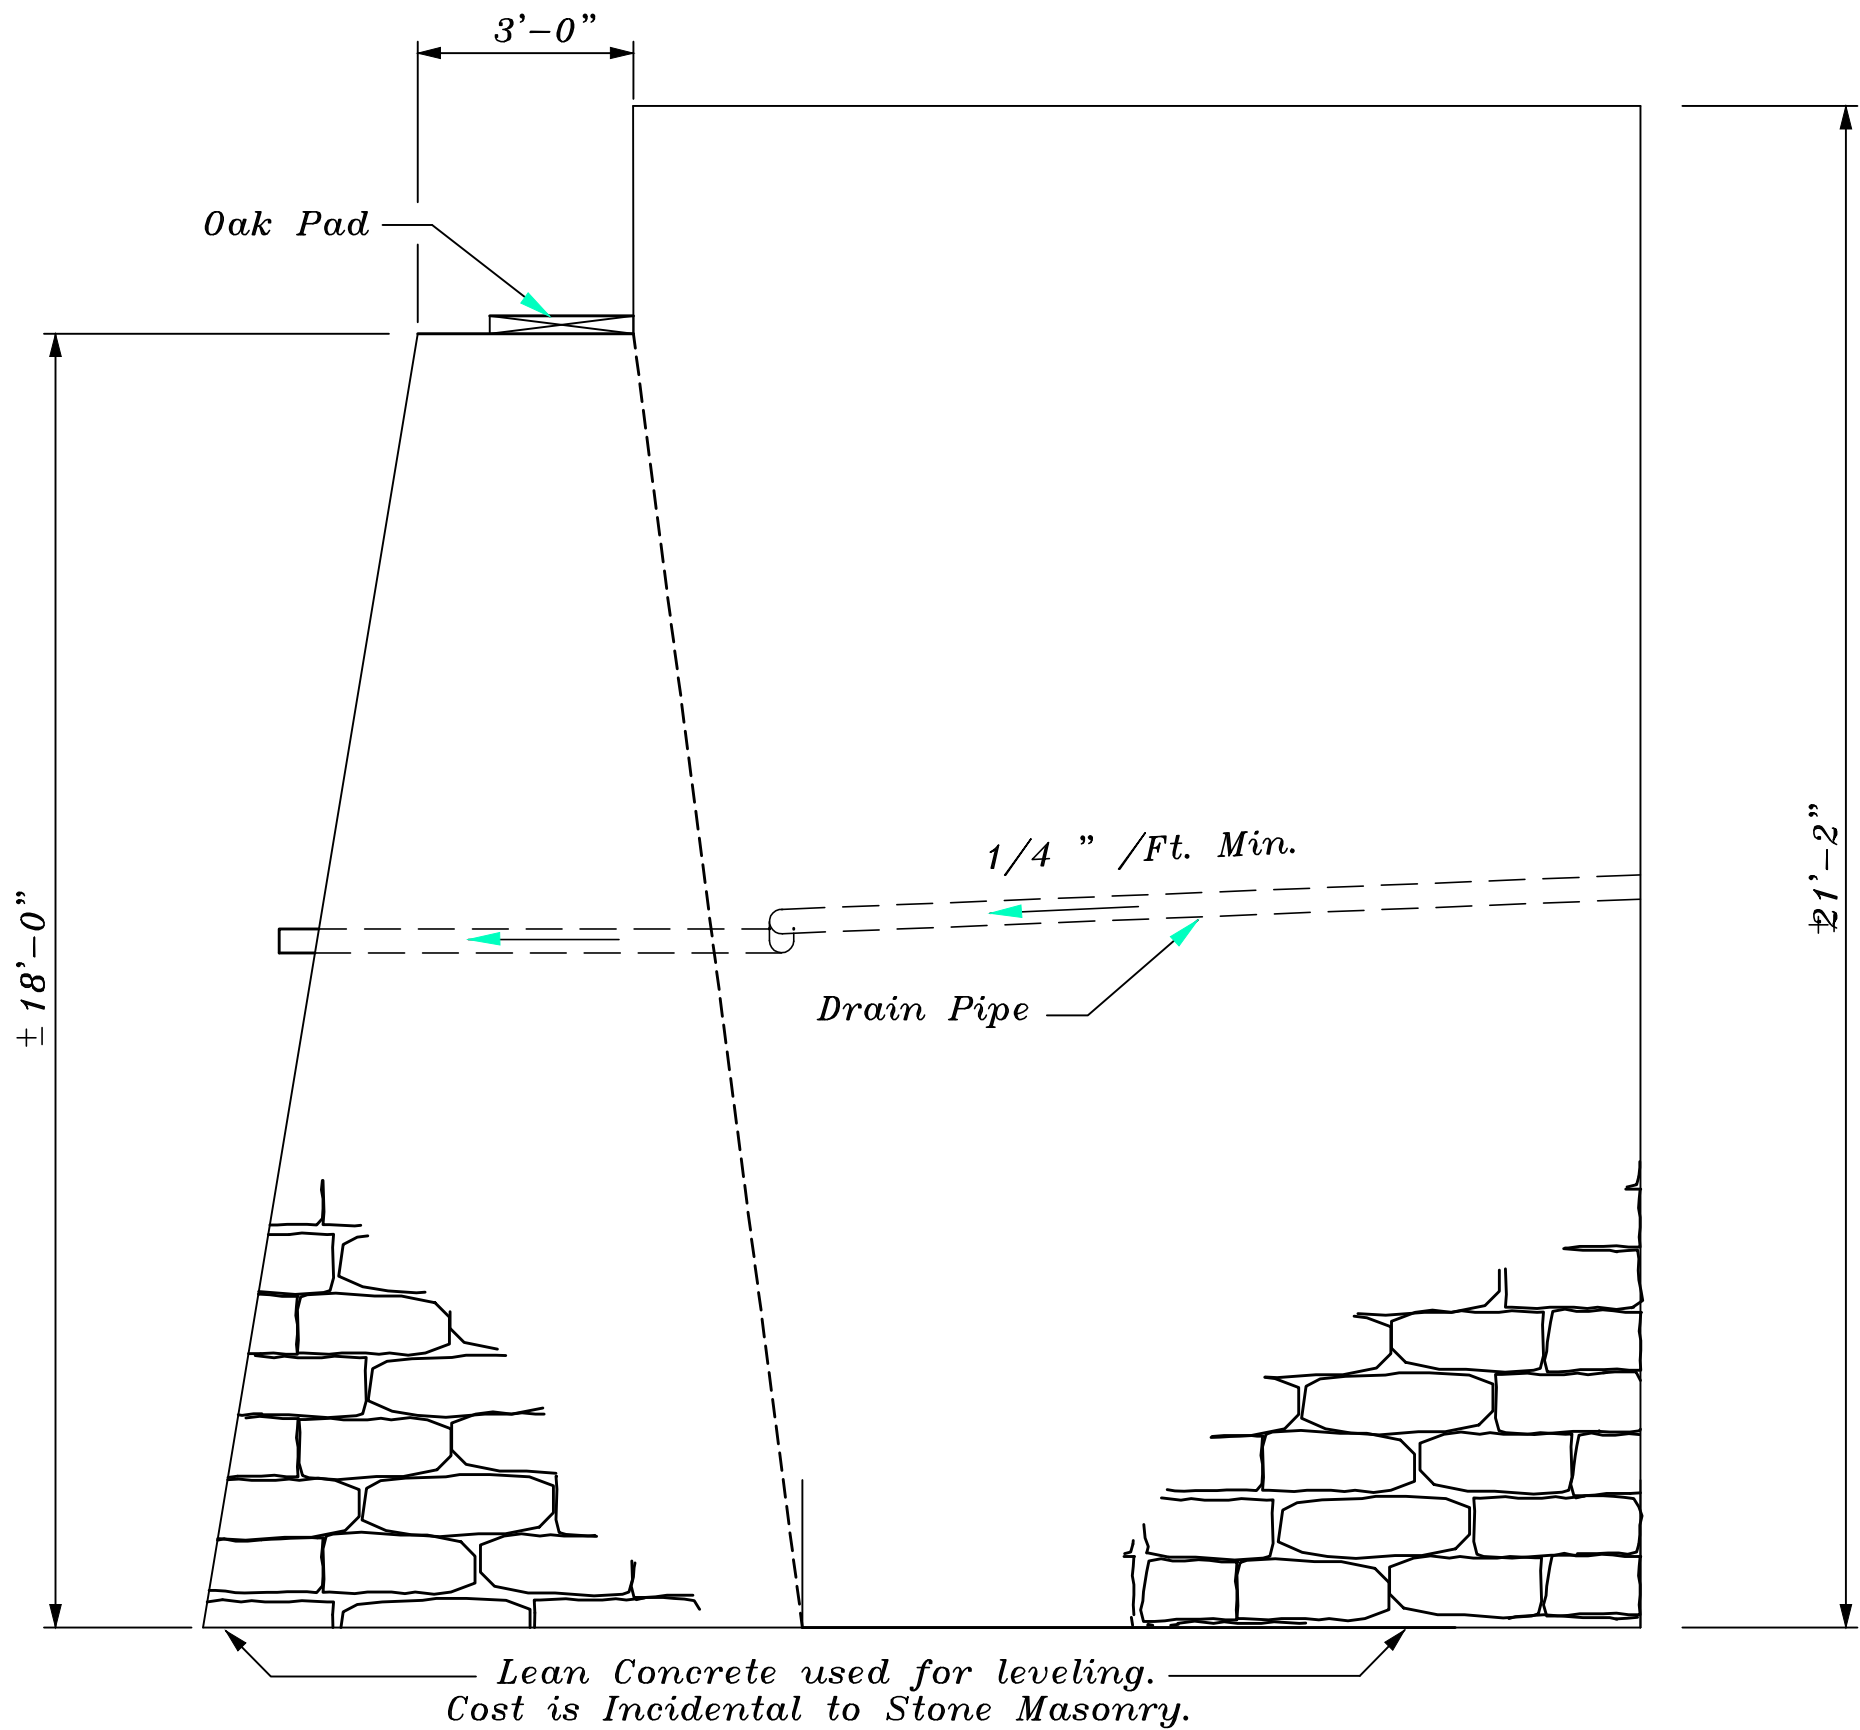 3'-0"
Oak Pad
1/4 " /Ft. Min.
±21'-2"
± 18'-0"
Drain Pipe
Lean Concrete used for leveling.
Cost is Incidental to Stone Masonry.